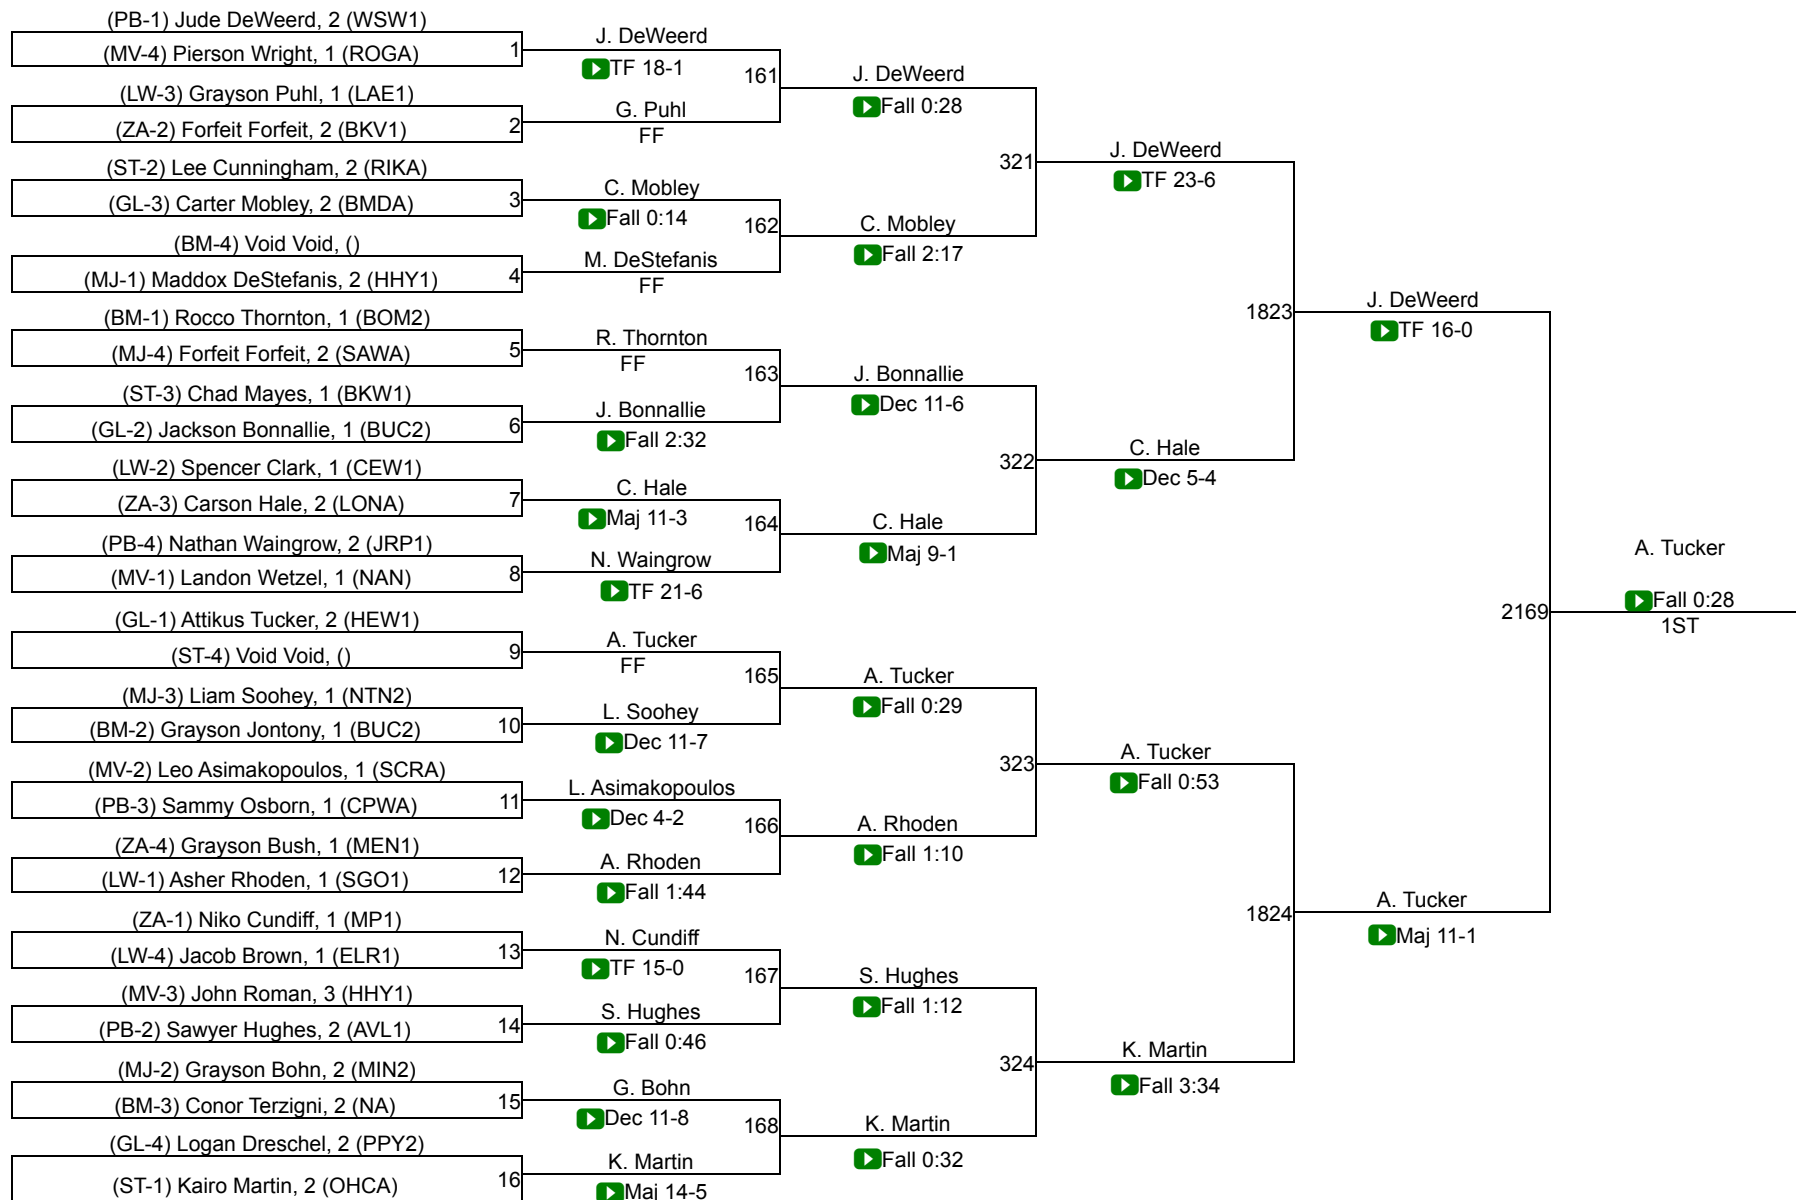 (PB-1) Jude DeWeerd, 2 (WSW1)
(MV-4) Pierson Wright, 1 (ROGA)
1
(LW-3) Grayson Puhl, 1 (LAE1)
(ZA-2) Forfeit Forfeit, 2 (BKV1)
2
(ST-2) Lee Cunningham, 2 (RIKA)
(GL-3) Carter Mobley, 2 (BMDA)
3
(BM-4) Void Void, ()
(MJ-1) Maddox DeStefanis, 2 (HHY1)
4
(BM-1) Rocco Thornton, 1 (BOM2)
(MJ-4) Forfeit Forfeit, 2 (SAWA)
5
(ST-3) Chad Mayes, 1 (BKW1)
(GL-2) Jackson Bonnallie, 1 (BUC2)
6
(LW-2) Spencer Clark, 1 (CEW1)
(ZA-3) Carson Hale, 2 (LONA)
7
(PB-4) Nathan Waingrow, 2 (JRP1)
(MV-1) Landon Wetzel, 1 (NAN)
8
(GL-1) Attikus Tucker, 2 (HEW1)
(ST-4) Void Void, ()
9
(MJ-3) Liam Soohey, 1 (NTN2)
(BM-2) Grayson Jontony, 1 (BUC2)
10
(MV-2) Leo Asimakopoulos, 1 (SCRA)
(PB-3) Sammy Osborn, 1 (CPWA)
11
(ZA-4) Grayson Bush, 1 (MEN1)
(LW-1) Asher Rhoden, 1 (SGO1)
12
(ZA-1) Niko Cundiff, 1 (MP1)
(LW-4) Jacob Brown, 1 (ELR1)
13
(MV-3) John Roman, 3 (HHY1)
(PB-2) Sawyer Hughes, 2 (AVL1)
14
(MJ-2) Grayson Bohn, 2 (MIN2)
(BM-3) Conor Terzigni, 2 (NA)
15
(GL-4) Logan Dreschel, 2 (PPY2)
(ST-1) Kairo Martin, 2 (OHCA)
16
J. DeWeerd
TF 18-1
161
G. Puhl
FF
C. Mobley
Fall 0:14
162
M. DeStefanis
FF
R. Thornton
FF
163
J. Bonnallie
Fall 2:32
C. Hale
Maj 11-3
164
N. Waingrow
TF 21-6
A. Tucker
FF
165
L. Soohey
Dec 11-7
L. Asimakopoulos
Dec 4-2
166
A. Rhoden
Fall 1:44
N. Cundiff
TF 15-0
167
S. Hughes
Fall 0:46
G. Bohn
Dec 11-8
168
K. Martin
Maj 14-5
J. DeWeerd
Fall 0:28
321
C. Mobley
Fall 2:17
J. Bonnallie
Dec 11-6
322
C. Hale
Maj 9-1
A. Tucker
Fall 0:29
323
A. Rhoden
Fall 1:10
S. Hughes
Fall 1:12
324
K. Martin
Fall 0:32
J. DeWeerd
TF 23-6
1823
C. Hale
Dec 5-4
A. Tucker
Fall 0:53
1824
K. Martin
Fall 3:34
J. DeWeerd
TF 16-0
2169
A. Tucker
Maj 11-1
A. Tucker
Fall 0:28
1ST